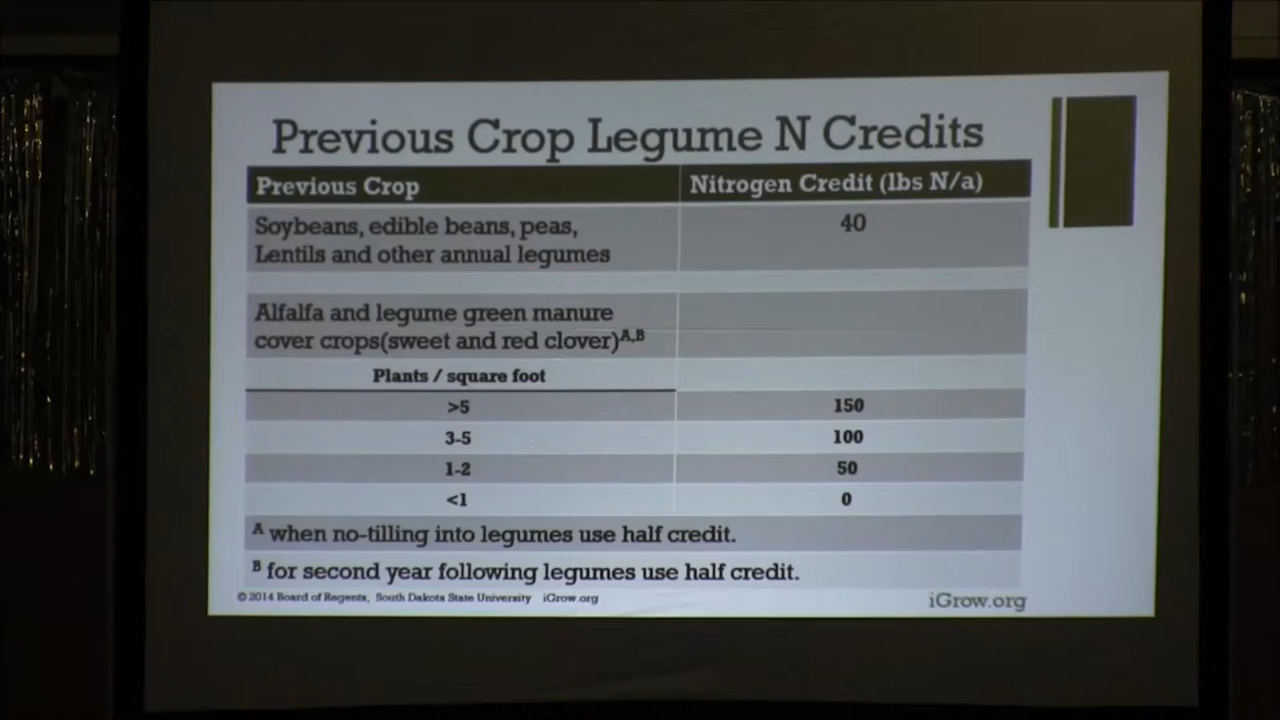 Previous Crop Legume N Credits
Previous Crop Nitrogen Credit (lbs N/a)
Soybeans, edible beans, peas, 40
Lentils and other annual legumes
Alfalfa and legume green manure
cover crops(sweet and red clover)A,B
Plants / square foot
>5 150
3-5 100
1-2 50
<1 0
A when no-tilling into legumes use half credit.
B for second year following legumes use half credit.
© 2014 Board of Regents, South Dakota State University iGrow.org
iGrow.org